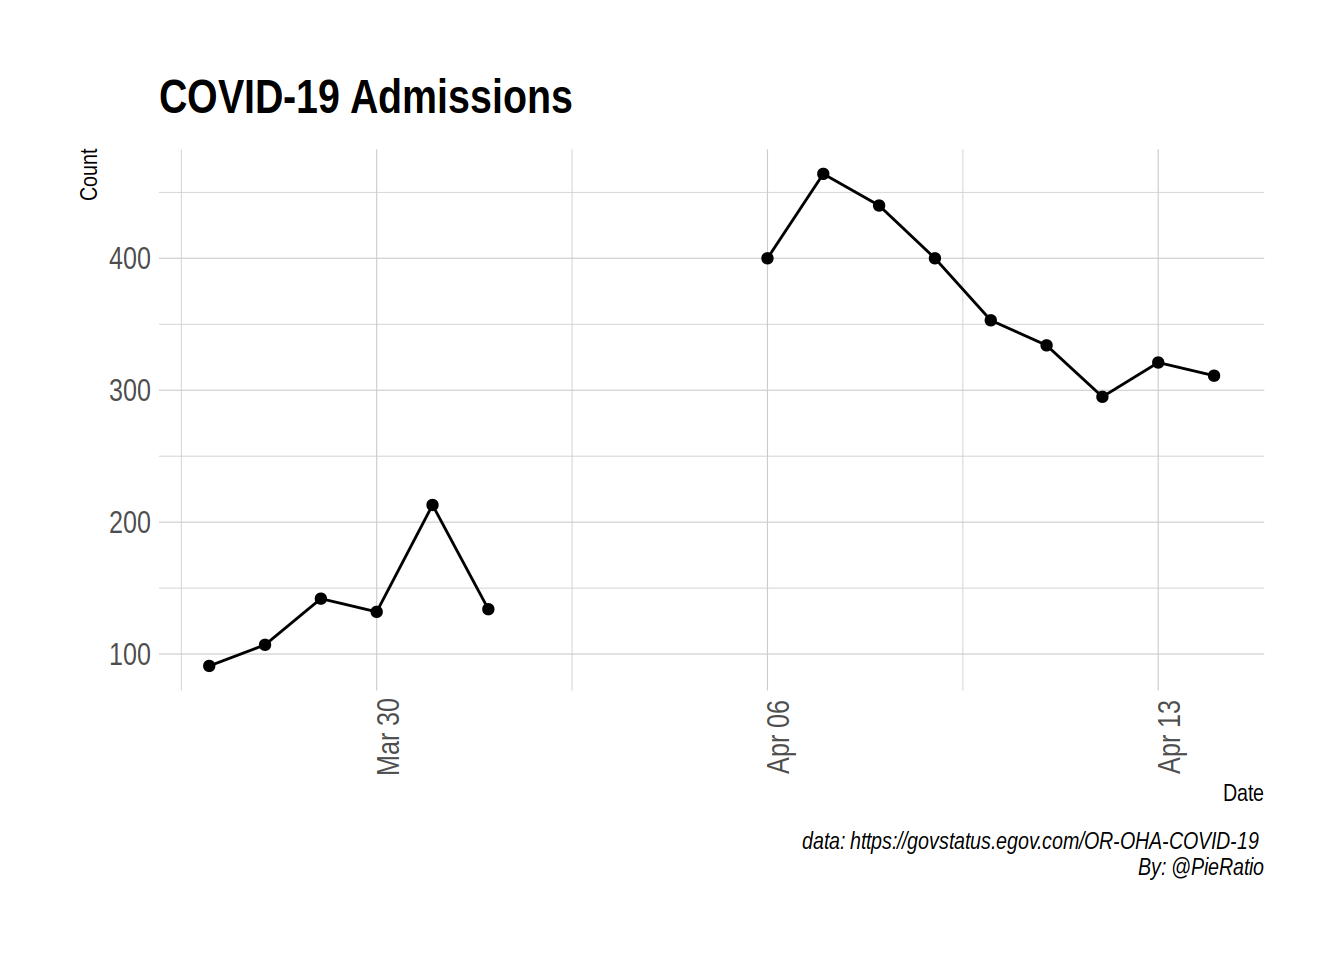 COVID-19 Admissions
Count
400
300
200
100
Mar 30
Apr 06
Apr 13
Date
data: https://govstatus.egov.com/OR-OHA-COVID-19
By: @PieRatio